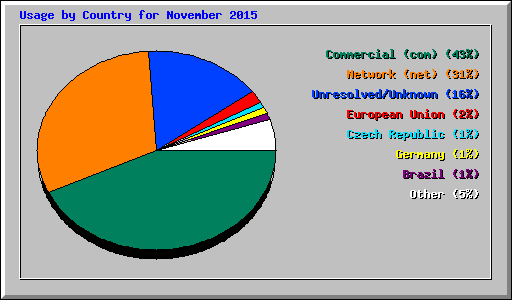 Usage by Country for November 2015
Commercial (com) (43%)
Network (net) (31%)
Unresolved/Unknown (16%)
European Union (2%)
Czech Republic (1%)
Germany (1%)
Brazil (1%)
Other (5%)